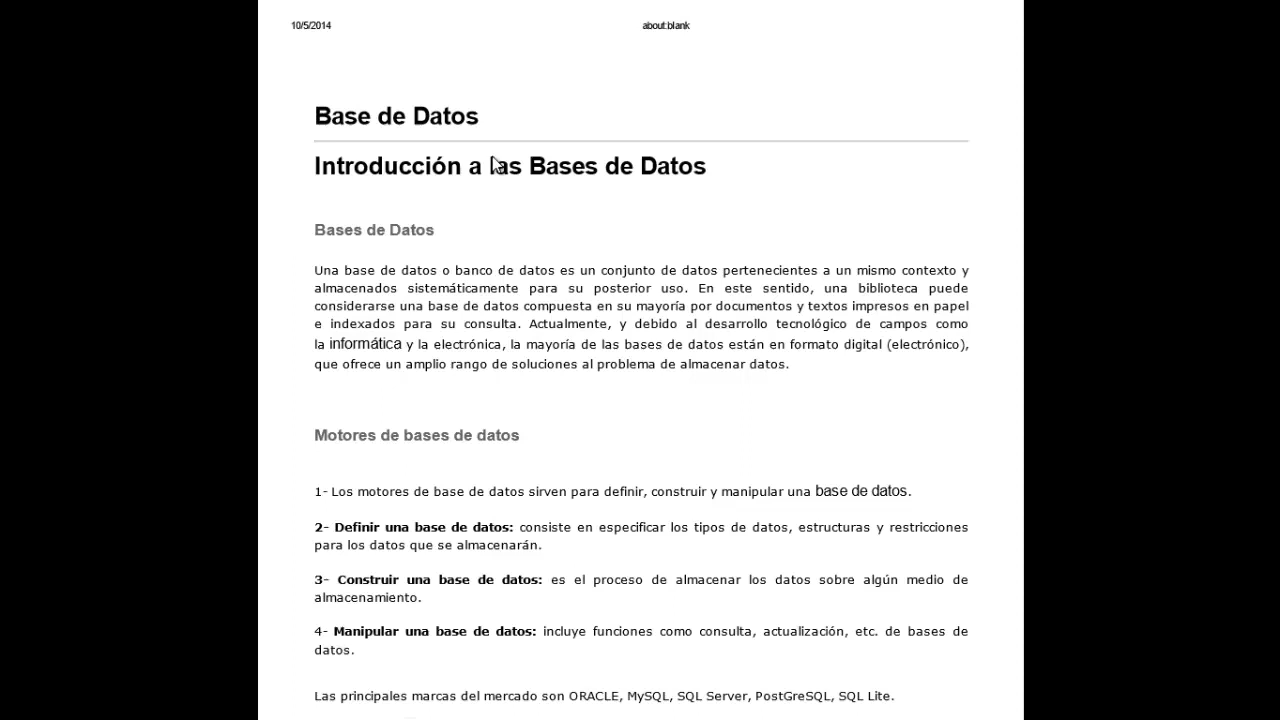 10/5/2014 about:blank
Base de Datos
Introducción a las Bases de Datos
Bases de Datos
Una base de datos o banco de datos es un conjunto de datos pertenecientes a un mismo contexto y
almacenados sistemáticamente para su posterior uso. En este sentido, una biblioteca puede
considerarse una base de datos compuesta en su mayoría por documentos y textos impresos en papel
e indexados para su consulta. Actualmente, y debido al desarrollo tecnológico de campos como
la informática y la electrónica, la mayoría de las bases de datos están en formato digital (electrónico),
que ofrece un amplio rango de soluciones al problema de almacenar datos.
Motores de bases de datos
1- Los motores de base de datos sirven para definir, construir y manipular una base de datos.
2- Definir una base de datos: consiste en especificar los tipos de datos, estructuras y restricciones
para los datos que se almacenarán.
3- Construir una base de datos: es el proceso de almacenar los datos sobre algún medio de
almacenamiento.
4- Manipular una base de datos: incluye funciones como consulta, actualización, etc. de bases de
datos.
Las principales marcas del mercado son ORACLE, MySQL, SQL Server, PostGreSQL, SQL Lite.